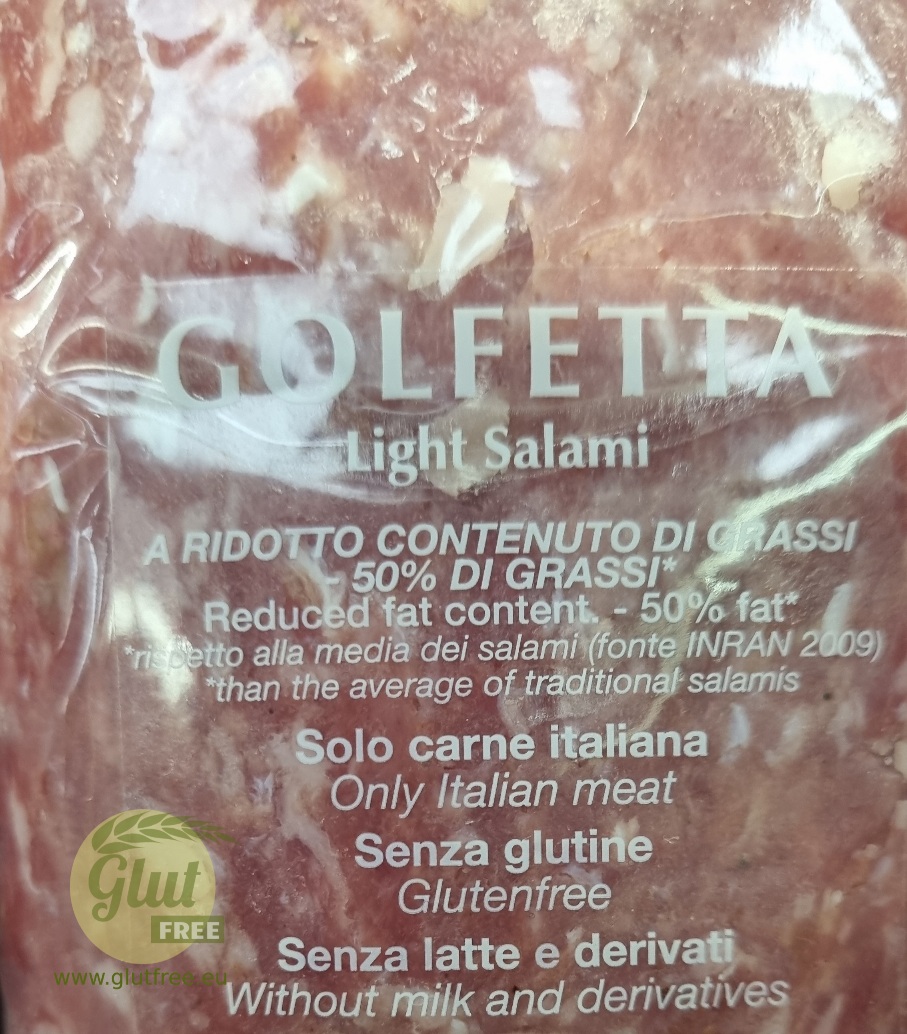 GOLFETTA
Light Salami
A RIDOTTO CONTENUTO DI GRASSI
- 50% DI GRASSI*
Reduced fat content. - 50% fat*
*rispetto alla media dei salami (fonte INRAN 2009)
*than the average of traditional salamis
Solo carne italiana
Only Italian meat
Senza glutine
Glutenfree
Senza latte e derivati
Without milk and derivatives
Glut
FREE
www.glutfree.eu